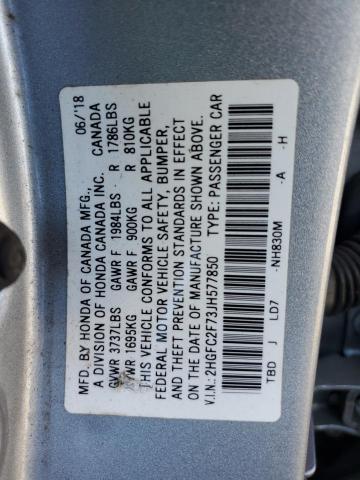 MFD. BY HONDA OF CANADA MFG., 06/'18
A DIVISION OF HONDA CANADA INC. CANADA
GVWR 3737LBS GAWR F 1984LBS - R 1786LBS
GVWR 1695KG GAWR F 900KG R 810KG
THIS VEHICLE CONFORMS TO ALL APPLICABLE
FEDERAL MOTOR VEHICLE SAFETY, BUMPER,
AND THEFT PREVENTION STANDARDS IN EFFECT
ON THE DATE OF MANUFACTURE SHOWN ABOVE.
V.I.N.: 2HGFC2F73JH577850 TYPE: PASSENGER CAR
TBD J LD7 -NH830M -A -H